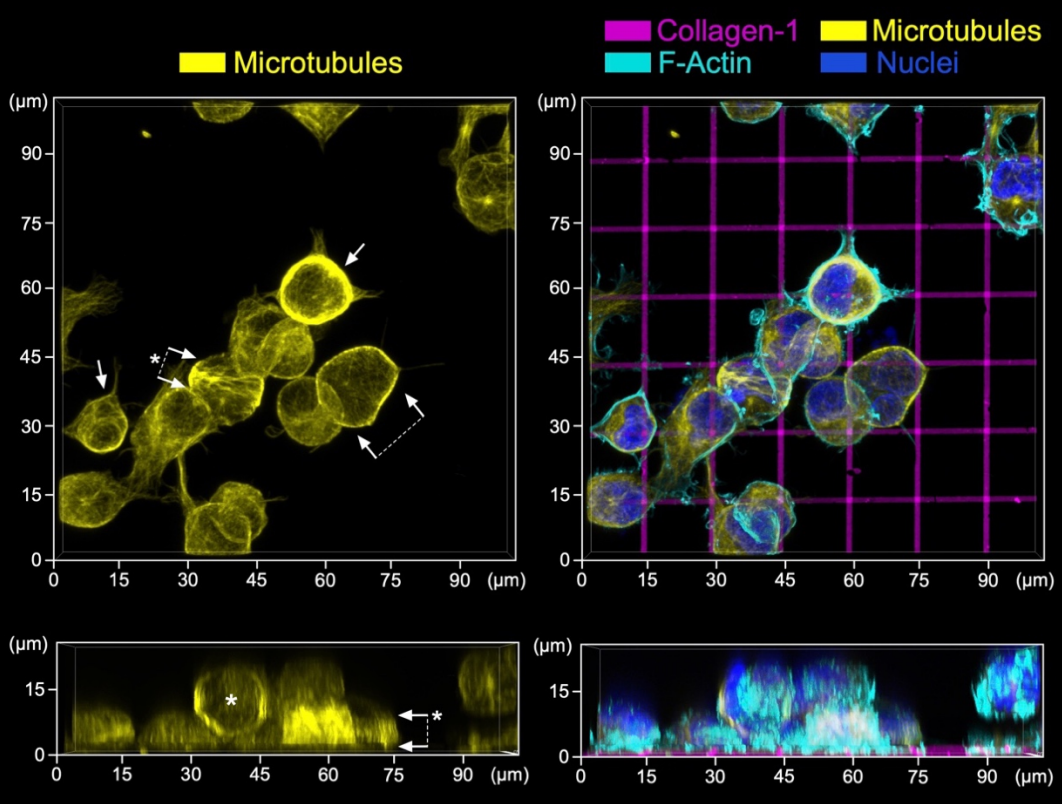 Collagen-1 Microtubules
Microtubules F-Actin Nuclei
(µm) (µm)
90 90
75 75
60 60
45 45
*
30 30
15 15
0 0
0 15 30 45 60 75 90 (µm) 0 15 30 45 60 75 90 (µm)
(µm) (µm)
15 * * 15
0 0
0 15 30 45 60 75 90 (µm) 0 15 30 45 60 75 90 (µm)